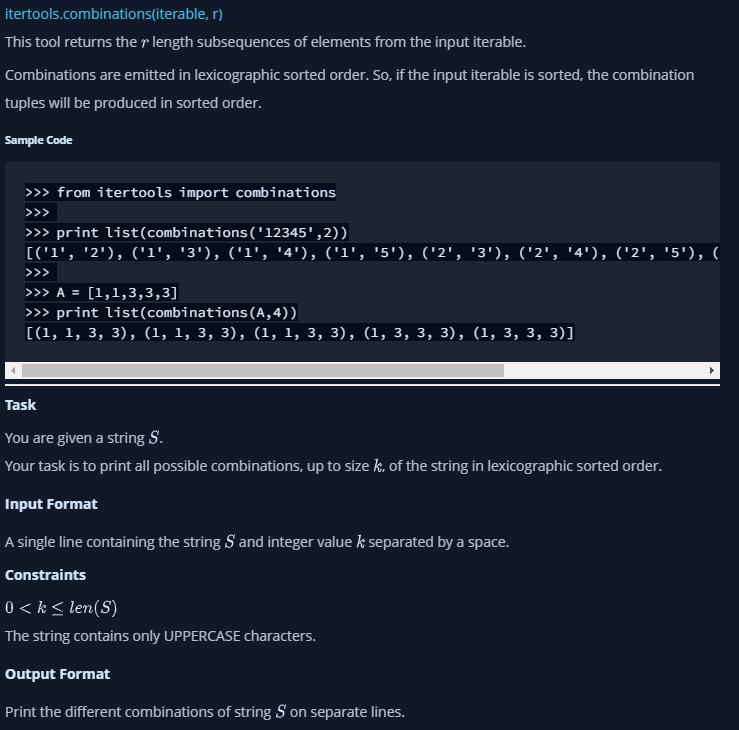 itertools.combinations(iterable, r)
This tool returns the r length subsequences of elements from the input iterable.
Combinations are emitted in lexicographic sorted order. So, if the input iterable is sorted, the combination
tuples will be produced in sorted order.
Sample Code
>>> from itertools import combinations
>>>
>>> print list(combinations('12345',2))
[('1', '2'), ('1', '3'), ('1', '4'), ('1', '5'), ('2', '3'), ('2', '4'), ('2', '5'), (
>>>
>>> A = [1,1,3,3,3]
>>> print list(combinations(A,4))
[(1, 1, 3, 3), (1, 1, 3, 3), (1, 1, 3, 3), (1, 3, 3, 3), (1, 3, 3, 3)]
Task
You are given a string S.
Your task is to print all possible combinations, up to size k, of the string in lexicographic sorted order.
Input Format
A single line containing the string S and integer value k separated by a space.
Constraints
0 < k ≤ len(S)
The string contains only UPPERCASE characters.
Output Format
Print the different combinations of string S on separate lines.